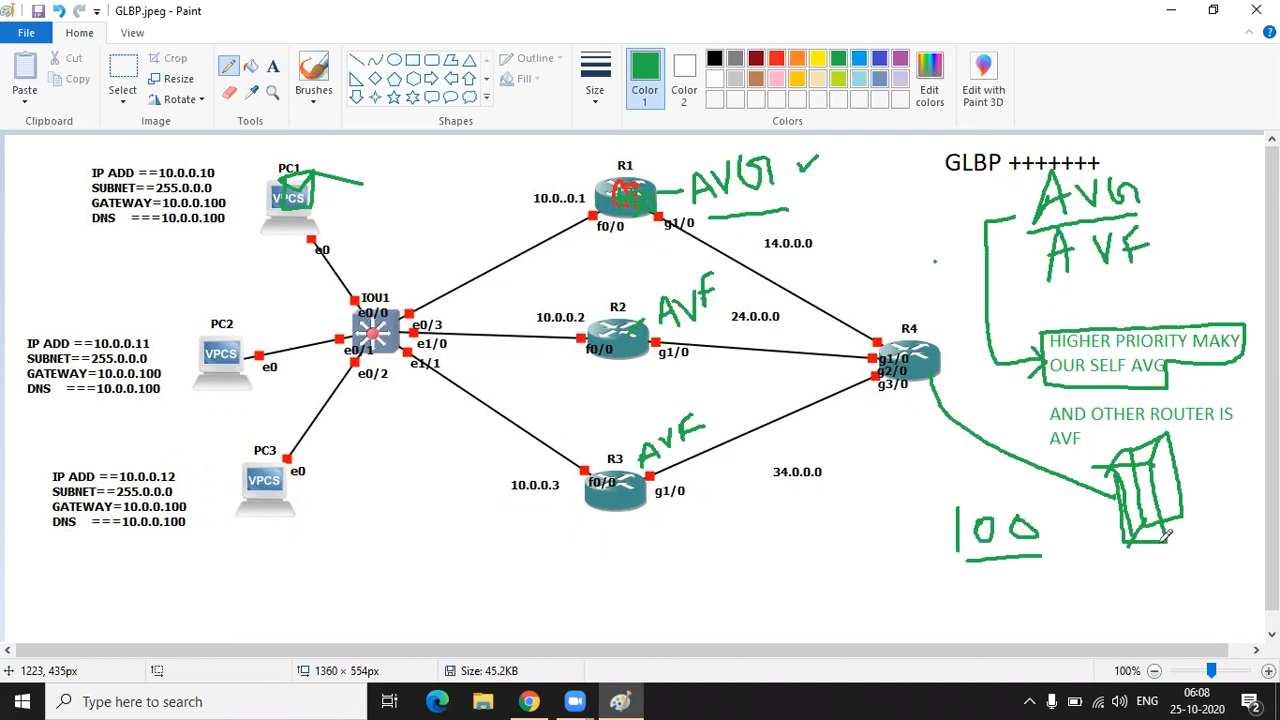 GLBP.jpeg - Paint
File
Home
View
Paste
Cut
Copy
Clipboard
Select
Crop
Resize
Rotate
Image
Tools
Brushes
Shapes
Outline
Fill
Size
Color 1
Color 2
Colors
Edit colors
Edit with Paint 3D
IP ADD ==10.0.0.10
SUBNET==255.0.0.0
GATEWAY=10.0.0.100
DNS ===10.0.0.100
PC1
VPCS
e0
R1
10.0..0.1
f0/0
g1/0
AVG
14.0.0.0
GLBP +++++++
AVG
AVF
IOU1
e0/0
e0/3
e1/0
e0/1
e1/1
e0/2
PC2
VPCS
e0
IP ADD ==10.0.0.11
SUBNET==255.0.0.0
GATEWAY=10.0.0.100
DNS ===10.0.0.100
R2
10.0.0.2
f0/0
g1/0
AVF
24.0.0.0
R4
g1/0
g2/0
g3/0
HIGHER PRIORITY MAKY
OUR SELF AVG
AND OTHER ROUTER IS
AVF
PC3
VPCS
e0
IP ADD ==10.0.0.12
SUBNET==255.0.0.0
GATEWAY=10.0.0.100
DNS ===10.0.0.100
R3
10.0.0.3
f0/0
g1/0
AVF
34.0.0.0
100
1223, 435px
1360 × 554px
Size: 45.2KB
100%
Type here to search
ENG
06:08
25-10-2020
2